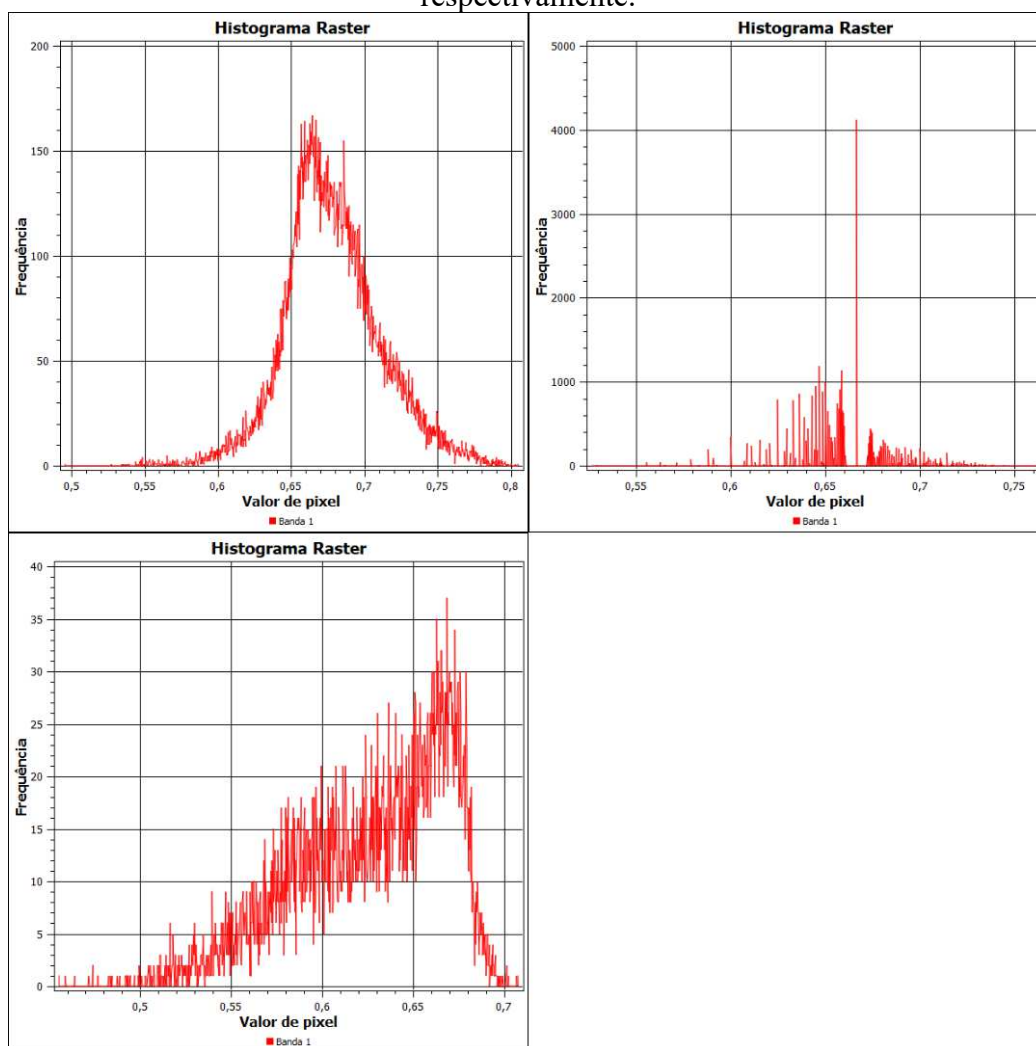 respectivamente.
Histograma Raster
200
150
100
50
0
Frequência
0,5 0,55 0,6 0,65 0,7 0,75 0,8
Valor de pixel
Banda 1
Histograma Raster
5000
4000
3000
2000
1000
0
Frequência
0,55 0,6 0,65 0,7 0,75
Valor de pixel
Banda 1
Histograma Raster
40
35
30
25
20
15
10
5
0
Frequência
0,5 0,55 0,6 0,65 0,7
Valor de pixel
Banda 1